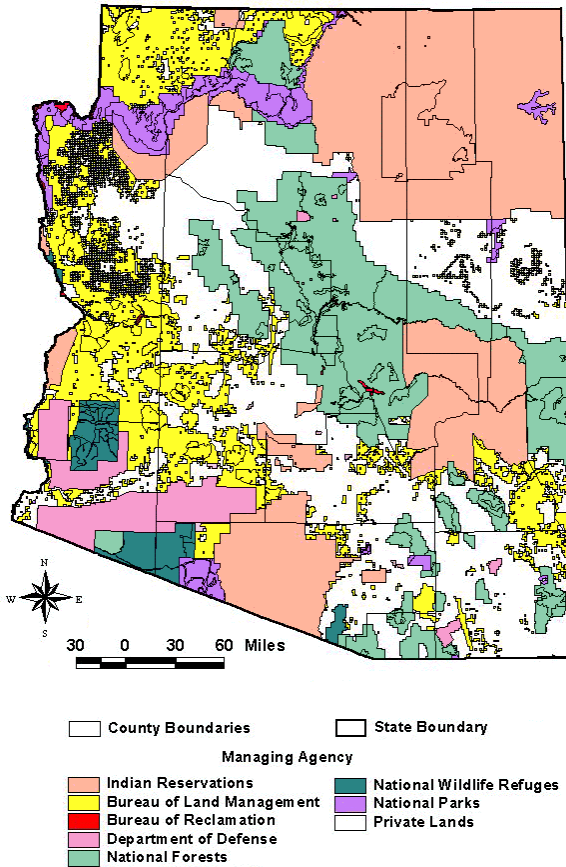 N
W E
S
30 0 30 60 Miles
County Boundaries State Boundary
Managing Agency
Indian Reservations National Wildlife Refuges
Bureau of Land Management National Parks
Bureau of Reclamation Private Lands
Department of Defense
National Forests